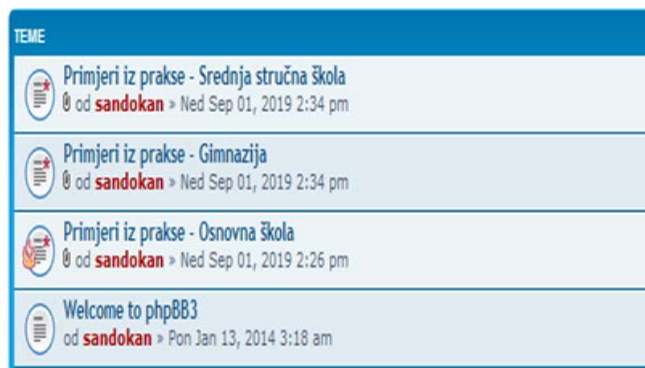 TEME
Primjeri iz prakse - Srednja stručna škola
od sandokan » Ned Sep 01, 2019 2:34 pm
Primjeri iz prakse - Gimnazija
od sandokan » Ned Sep 01, 2019 2:34 pm
Primjeri iz prakse - Osnovna škola
od sandokan » Ned Sep 01, 2019 2:26 pm
Welcome to phpBB3
od sandokan » Pon Jan 13, 2014 3:18 am